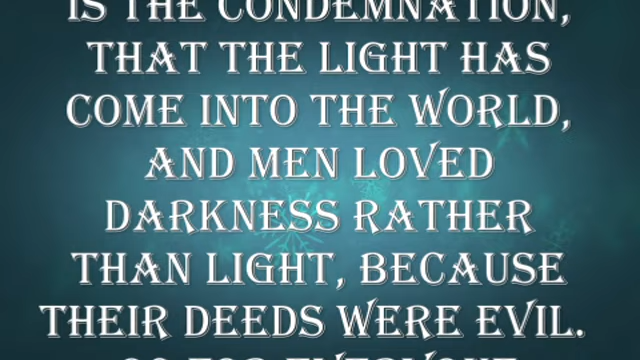 IS THE CONDEMNATION,
THAT THE LIGHT HAS
COME INTO THE WORLD,
AND MEN LOVED
DARKNESS RATHER
THAN LIGHT, BECAUSE
THEIR DEEDS WERE EVIL.